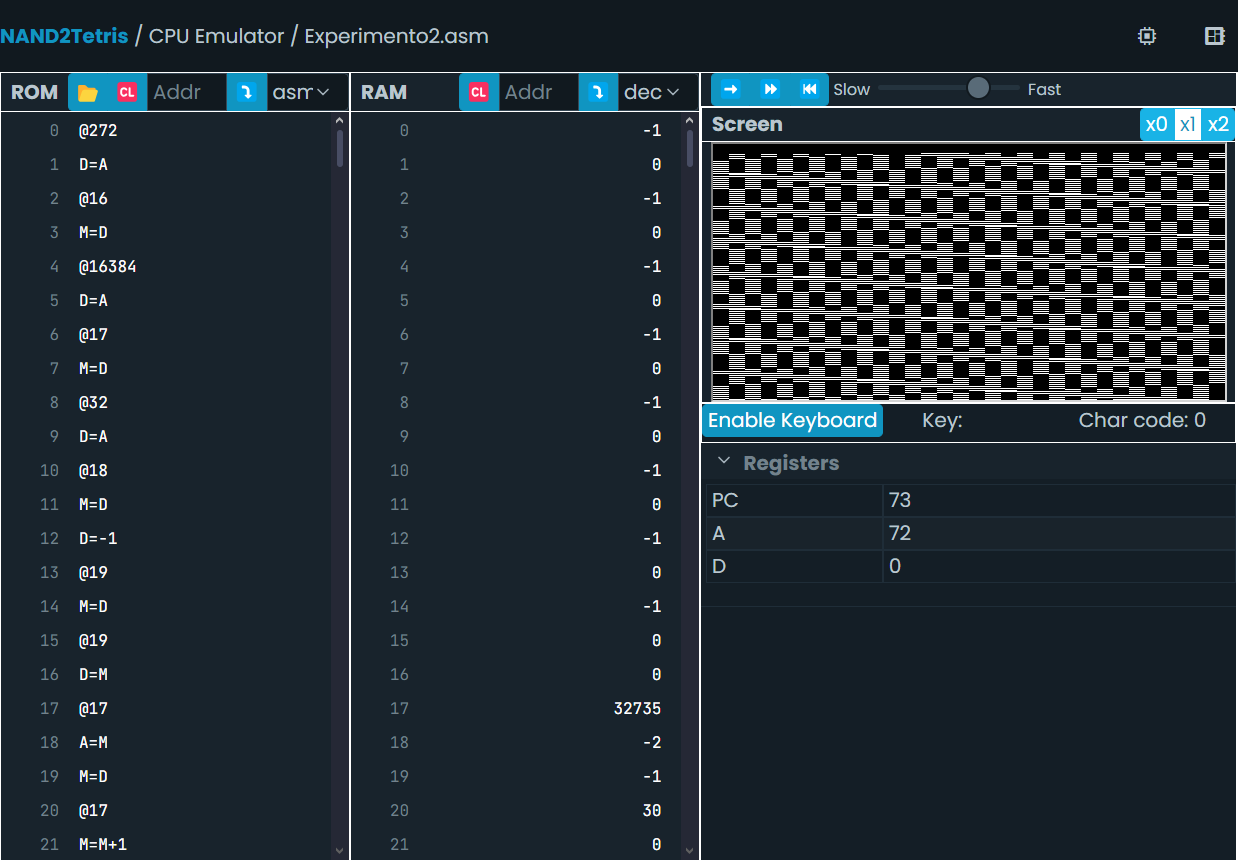 NAND2Tetris / CPU Emulator / Experimento2.asm
ROM CL Addr asm
RAM CL Addr dec
Slow Fast
Screen x0 x1 x2
0 @272
1 D=A
2 @16
3 M=D
4 @16384
5 D=A
6 @17
7 M=D
8 @32
9 D=A
10 @18
11 M=D
12 D=-1
13 @19
14 M=D
15 @19
16 D=M
17 @17
18 A=M
19 M=D
20 @17
21 M=M+1
0 -1
1 0
2 -1
3 0
4 -1
5 0
6 -1
7 0
8 -1
9 0
10 -1
11 0
12 -1
13 0
14 -1
15 0
16 0
17 32735
18 -2
19 -1
20 30
21 0
Enable Keyboard Key: Char code: 0
Registers
PC 73
A 72
D 0